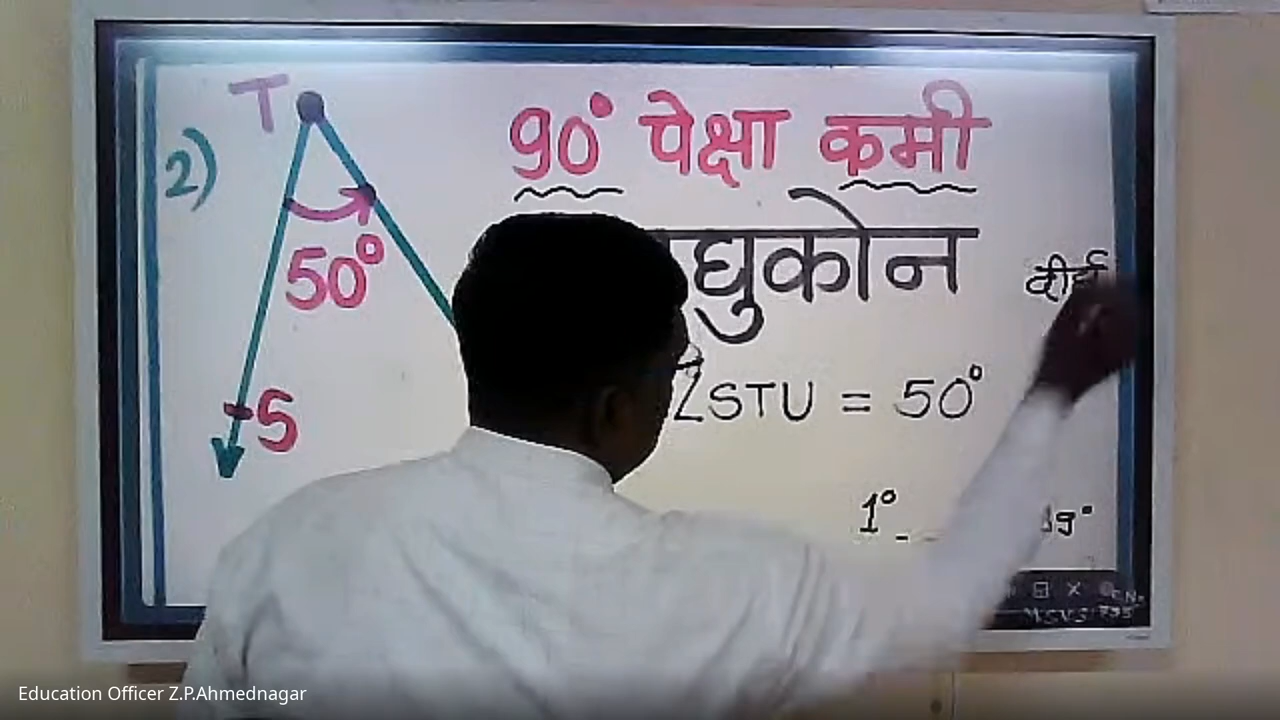 2) T
90° पेक्षा कमी
घुकोन
50°
S
∠STU = 50°
1°
Education Officer Z.P.Ahmednagar